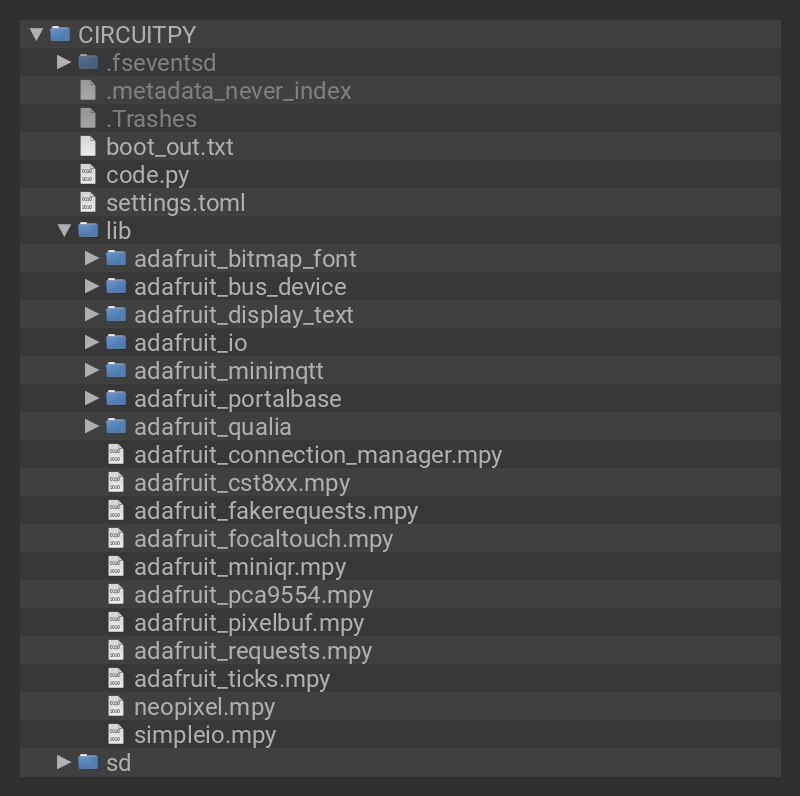 CIRCUITPY
.fseventsd
.metadata_never_index
.Trashes
boot_out.txt
code.py
settings.toml
lib
adafruit_bitmap_font
adafruit_bus_device
adafruit_display_text
adafruit_io
adafruit_minimqtt
adafruit_portalbase
adafruit_qualia
adafruit_connection_manager.mpy
adafruit_cst8xx.mpy
adafruit_fakerequests.mpy
adafruit_focaltouch.mpy
adafruit_miniqr.mpy
adafruit_pca9554.mpy
adafruit_pixelbuf.mpy
adafruit_requests.mpy
adafruit_ticks.mpy
neopixel.mpy
simpleio.mpy
sd